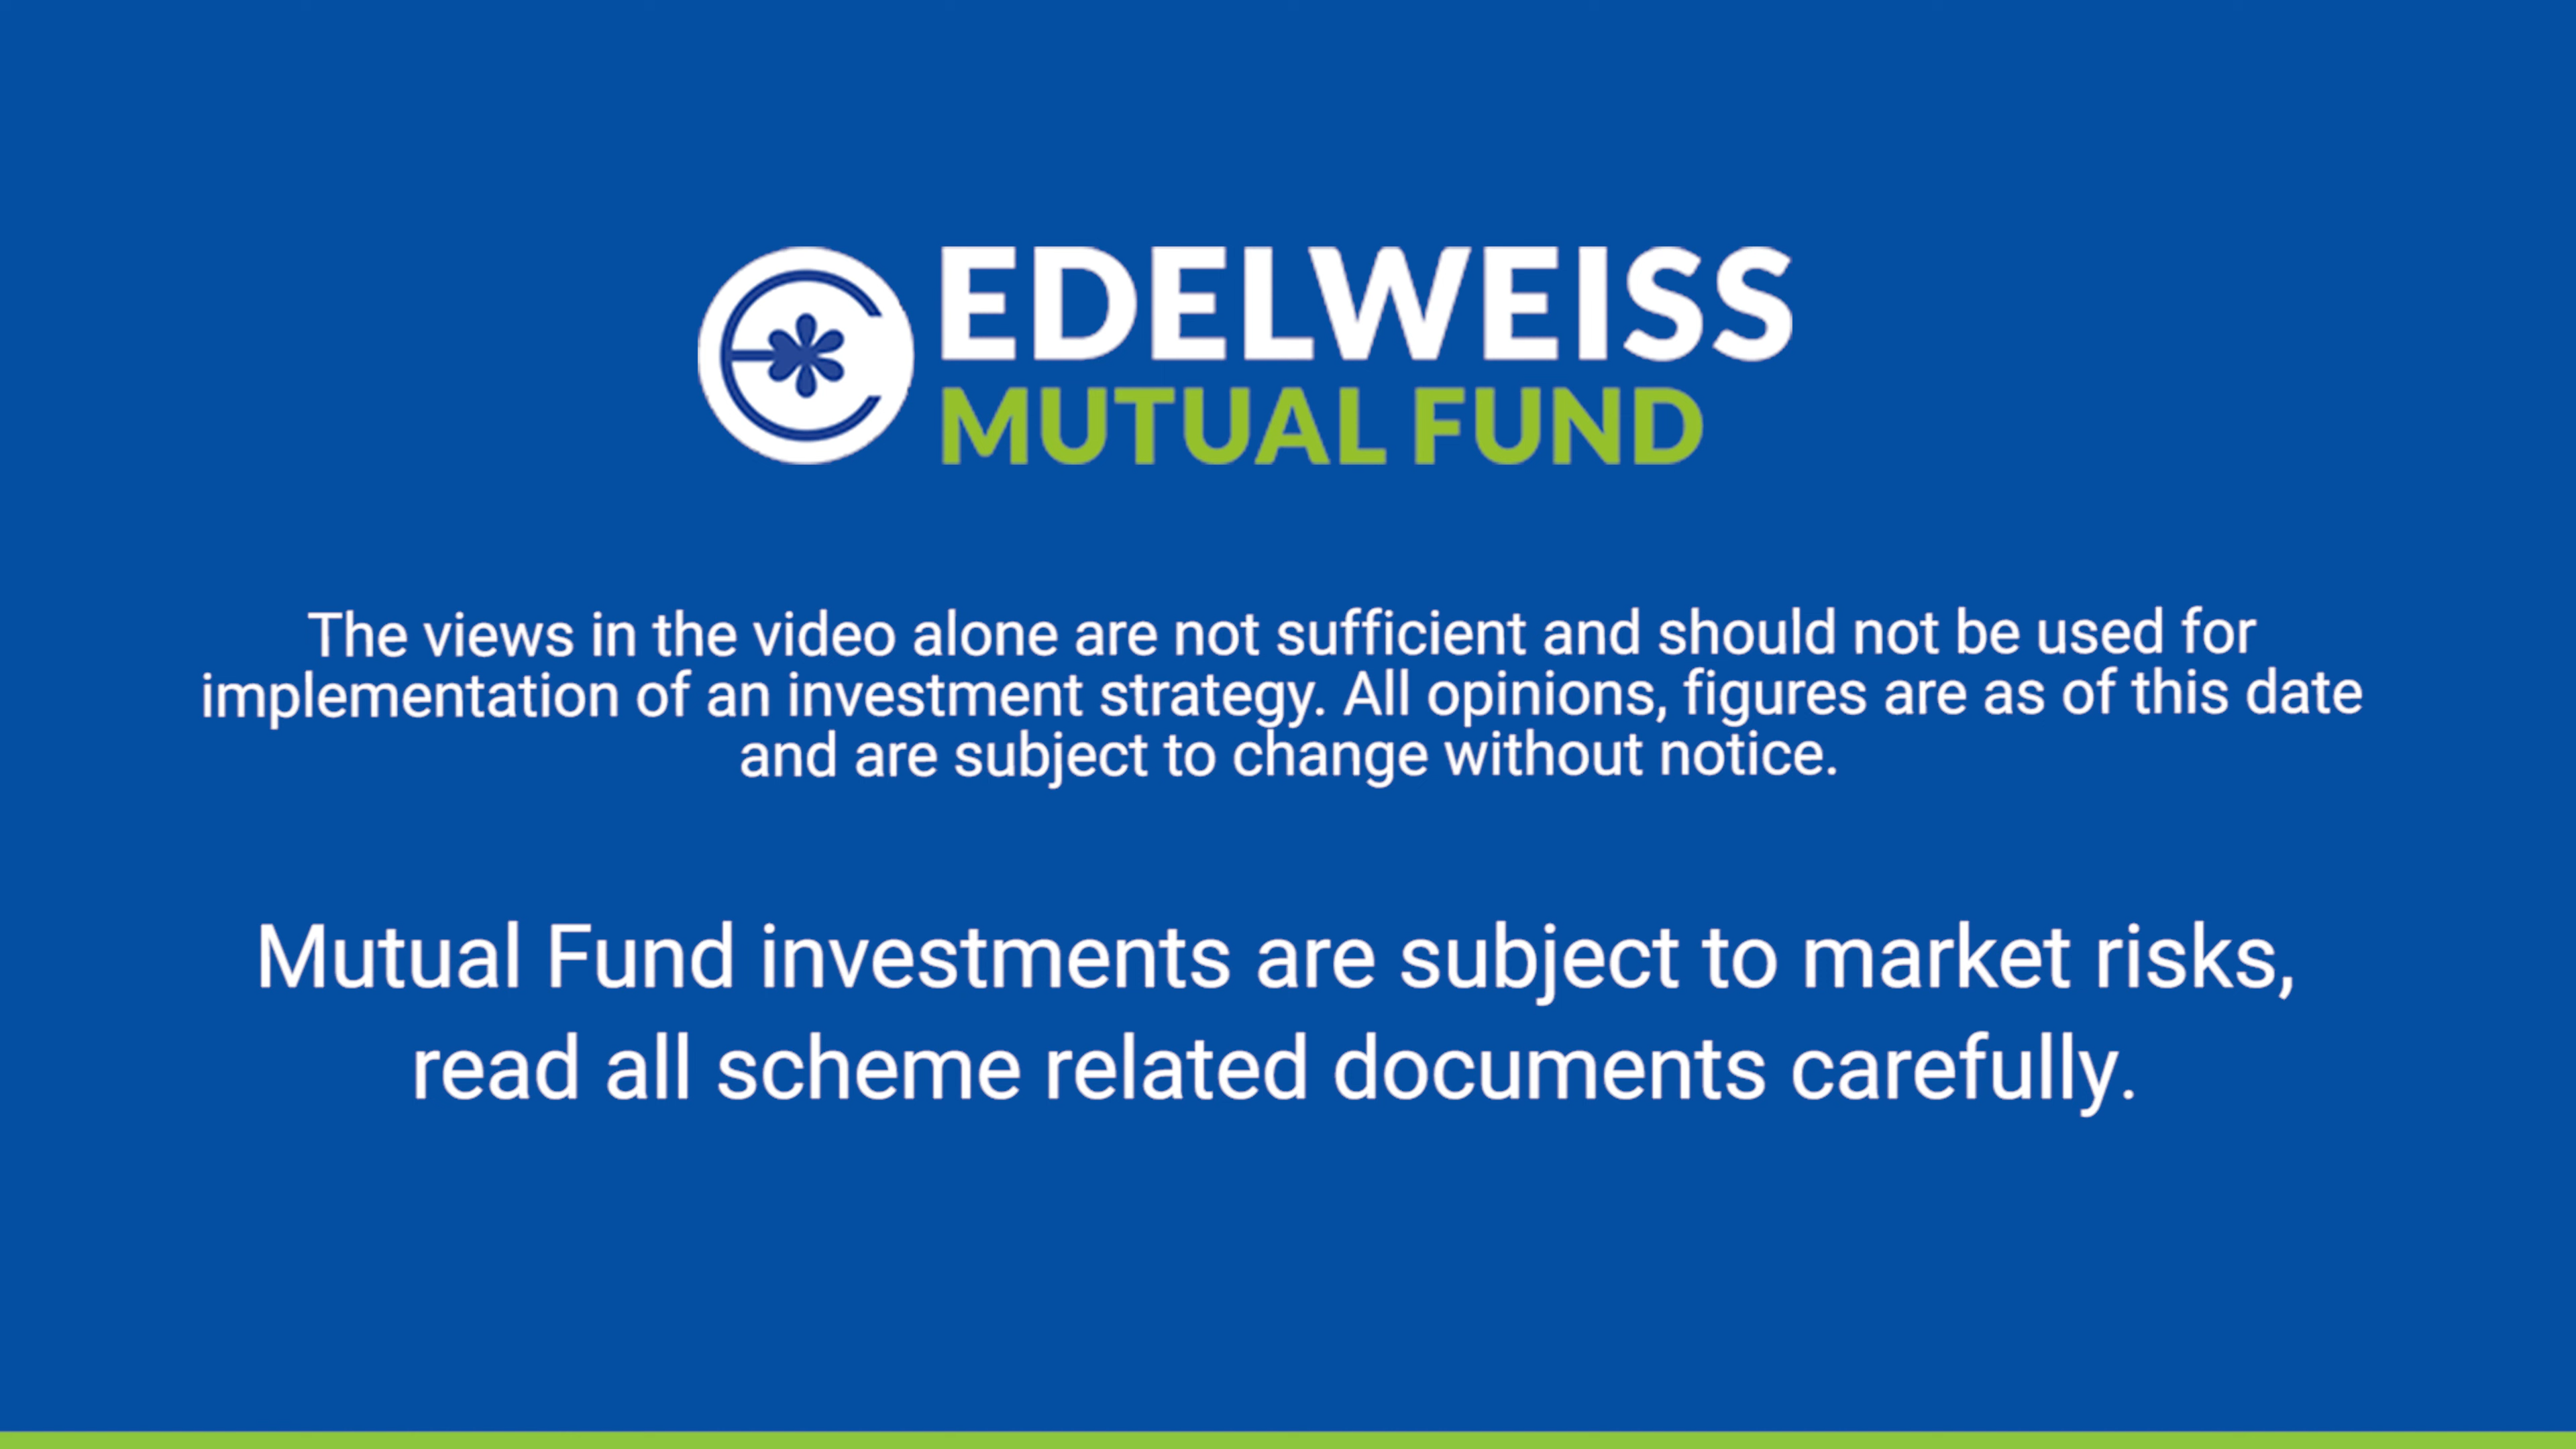 EDELWEISS
MUTUAL FUND
The views in the video alone are not sufficient and should not be used for
implementation of an investment strategy. All opinions, figures are as of this date
and are subject to change without notice.
Mutual Fund investments are subject to market risks,
read all scheme related documents carefully.